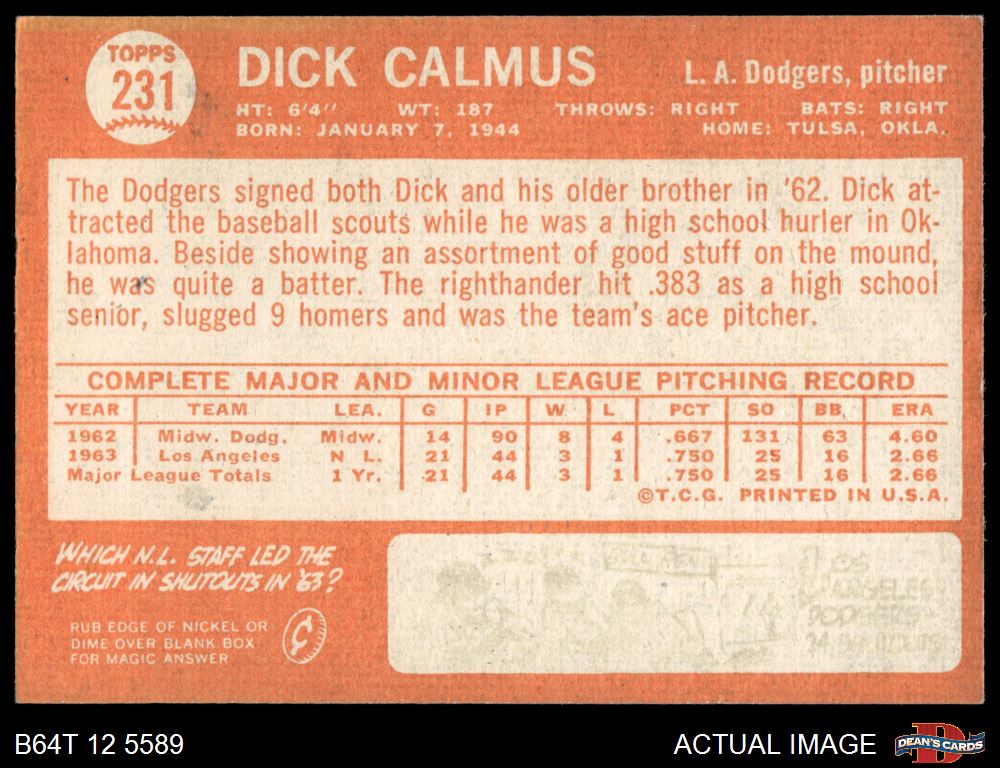 TOPPS
231
DICK CALMUS
L. A. Dodgers, pitcher
HT: 6'4" WT: 187 THROWS: RIGHT BATS: RIGHT
BORN: JANUARY 7, 1944 HOME: TULSA, OKLA.
The Dodgers signed both Dick and his older brother in '62. Dick at-
tracted the baseball scouts while he was a high school hurler in Ok-
lahoma. Beside showing an assortment of good stuff on the mound,
he was quite a batter. The righthander hit .383 as a high school
senior, slugged 9 homers and was the team's ace pitcher.
COMPLETE MAJOR AND MINOR LEAGUE PITCHING RECORD
YEAR TEAM LEA. G IP W L PCT SO BB ERA
1962 Midw. Dodg. Midw. 14 90 8 4 .667 131 63 4.60
1963 Los Angeles N L. 21 44 3 1 .750 25 16 2.66
Major League Totals 1 Yr. 21 44 3 1 .750 25 16 2.66
©T.C.G. PRINTED IN U.S.A.
WHICH N.L. STAFF LED THE
CIRCUIT IN SHUTOUTS IN '63?
RUB EDGE OF NICKEL OR
DIME OVER BLANK BOX
FOR MAGIC ANSWER
LOS
ANGELES
DODGERS
B64T 12 5589
ACTUAL IMAGE
DEAN'S CARDS